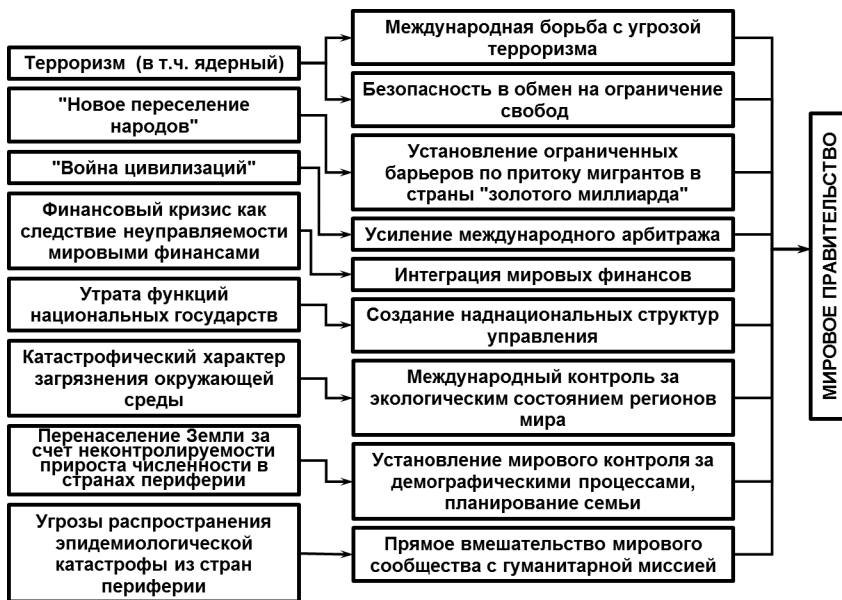 Терроризм (в т.ч. ядерный)
"Новое переселение
народов"
"Война цивилизаций"
Финансовый кризис как
следствие неуправляемости
мировыми финансами
Утрата функций
национальных государств
Катастрофический характер
загрязнения окружающей
среды
Перенаселение Земли за
счет неконтролируемости
прироста численности в
странах периферии
Угрозы распространения
эпидемиологической
катастрофы из стран
периферии
Международная борьба с угрозой
терроризма
Безопасность в обмен на ограничение
свобод
Установление ограниченных
барьеров по притоку мигрантов в
страны "золотого миллиарда"
Усиление международного арбитража
Интеграция мировых финансов
Создание наднациональных структур
управления
Международный контроль за
экологическим состоянием регионов
мира
Установление мирового контроля за
демографическими процессами,
планирование семьи
Прямое вмешательство мирового
сообщества с гуманитарной миссией
МИРОВОЕ ПРАВИТЕЛЬСТВО